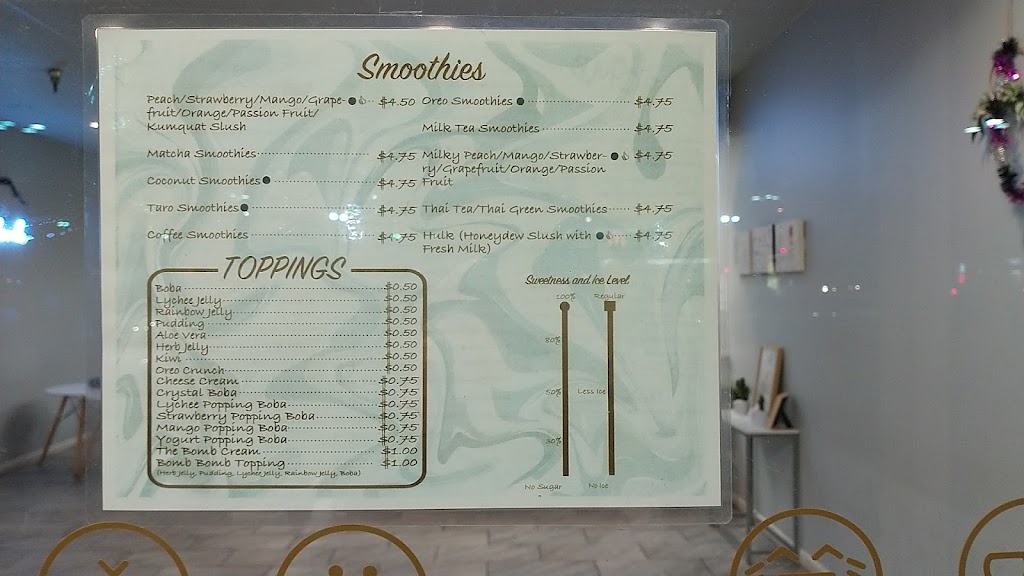 Smoothies
Peach/Strawberry/Mango/Grape- $4.50
fruit/Orange/Passion Fruit/
Kumquat Slush
Matcha Smoothies $4.75
Coconut Smoothies $4.75
Taro Smoothies $4.75
Coffee Smoothies $4.75
Oreo Smoothies $4.75
Milk Tea Smoothies $4.75
Milky Peach/Mango/Strawber- $4.75
ry/Grapefruit/Orange/Passion
Fruit
Thai Tea/Thai Green Smoothies $4.75
Hulk (Honeydew Slush with $4.75
Fresh Milk)
TOPPINGS
Boba $0.50
Lychee Jelly $0.50
Rainbow Jelly $0.50
Pudding $0.50
Aloe Vera $0.50
Herb Jelly $0.50
Kiwi $0.50
Oreo Crunch $0.50
Cheese Cream $0.75
Crystal Boba $0.75
Lychee Popping Boba $0.75
Strawberry Popping Boba $0.75
Mango Popping Boba $0.75
Yogurt Popping Boba $0.75
The Bomb Cream $1.00
Bomb Bomb Topping $1.00
(Herb Jelly, Pudding, Lychee Jelly, Rainbow Jelly, Boba)
Sweetness and Ice Level
100% Regular
80%
50% Less Ice
30%
No Sugar No Ice